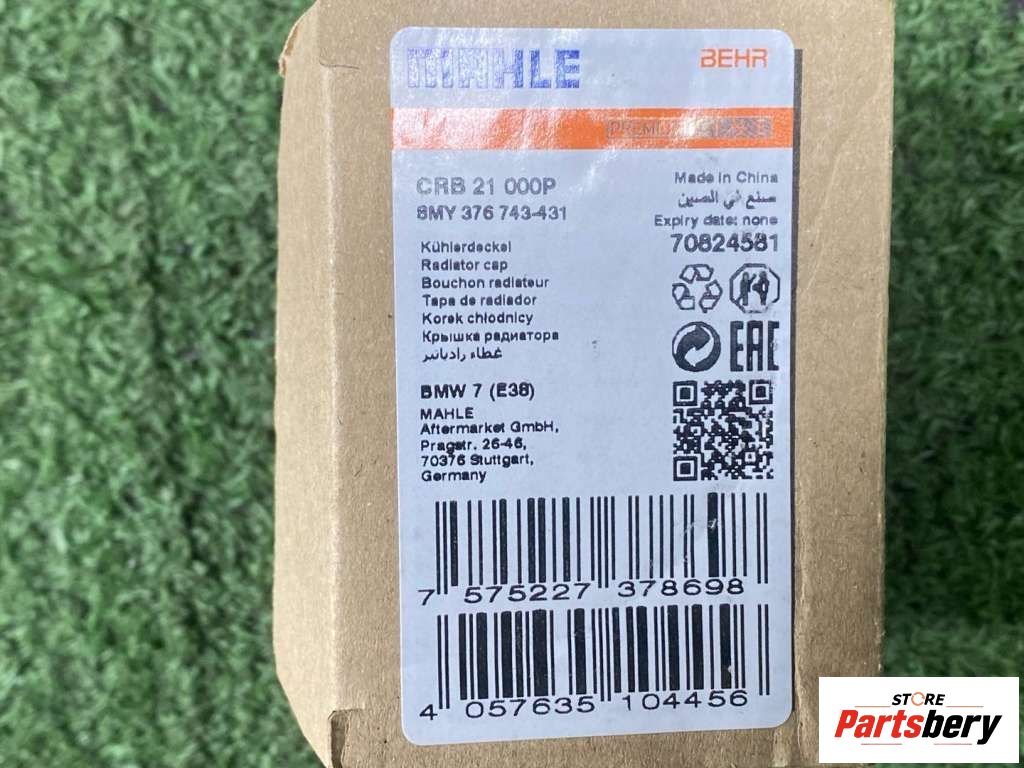 MAHLE
BEHR
PREMIUM LINE
CRB 21 000P
8MY 376 743-431
Kühlerdeckel
Radiator cap
Bouchon radiateur
Tapa de radiador
Korek chłodnicy
Крышка радиатора
غطاء رادياتير
BMW 7 (E38)
MAHLE
Aftermarket GmbH,
Pragstr. 26-46,
70376 Stuttgart,
Germany
Made in China
صنع في الصين
Expiry date: none
70824581
EAC
7 575227 378698
4 057635 104456
STORE
Partsbery